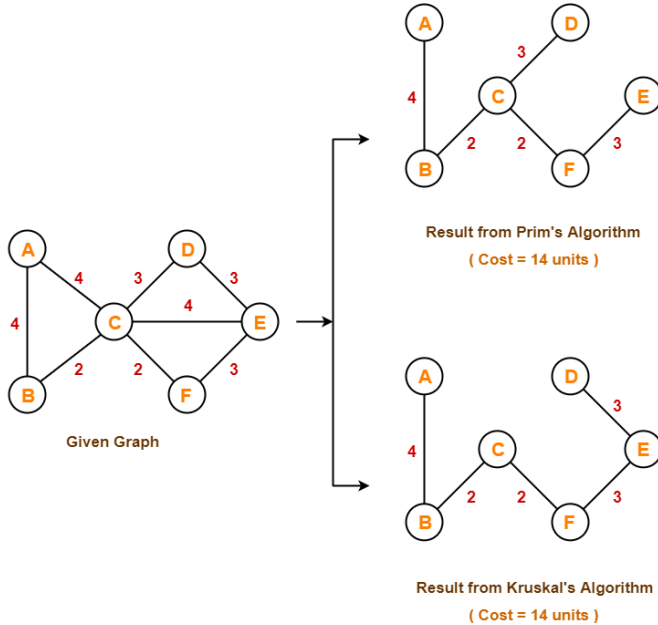 A
D
3
C
E
4
2
2
3
B
F
Result from Prim's Algorithm
( Cost = 14 units )
A
D
4
3
3
4
4
C
E
2
2
3
B
F
Given Graph
A
D
3
C
E
4
2
2
3
B
F
Result from Kruskal's Algorithm
( Cost = 14 units )